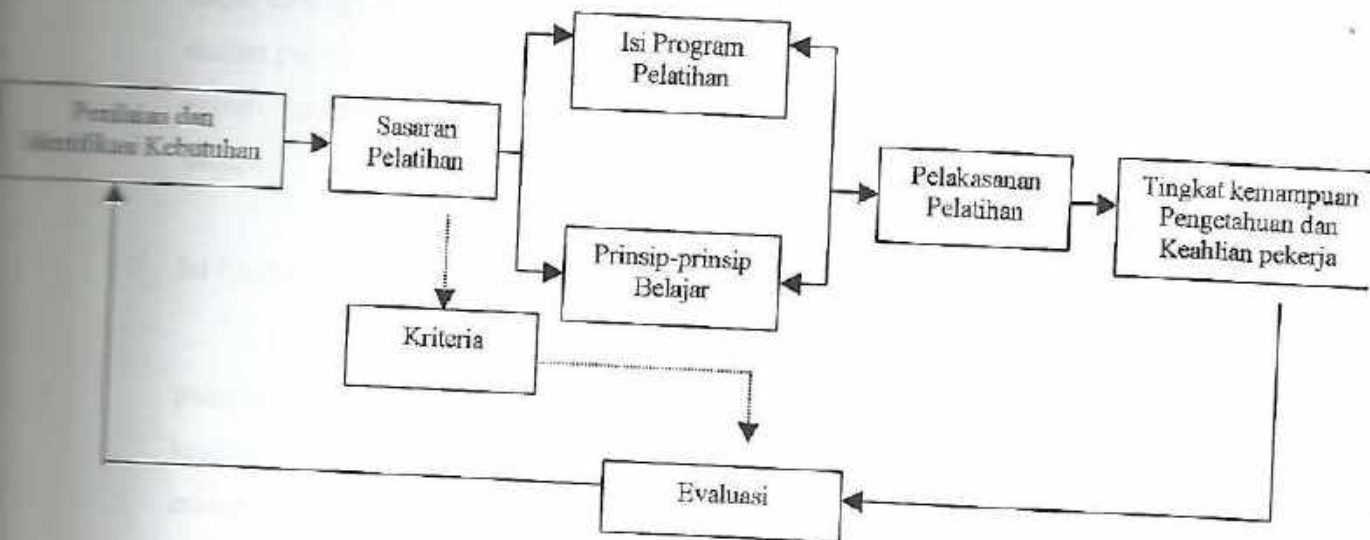 Isi Program
Pelatihan
Penilaian dan
Identifikasi Kebutuhan
Sasaran
Pelatihan
Pelakasanan
Pelatihan
Tingkat kemampuan
Pengetahuan dan
Keahlian pekerja
Prinsip-prinsip
Belajar
Kriteria
Evaluasi